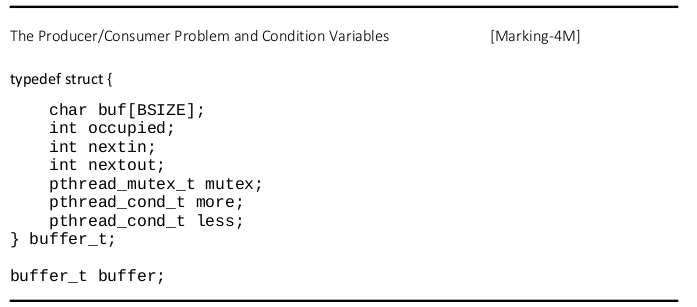 The Producer/Consumer Problem and Condition Variables [Marking-4M]
typedef struct {
    char buf[BSIZE];
    int occupied;
    int nextin;
    int nextout;
    pthread_mutex_t mutex;
    pthread_cond_t more;
    pthread_cond_t less;
} buffer_t;
buffer_t buffer;